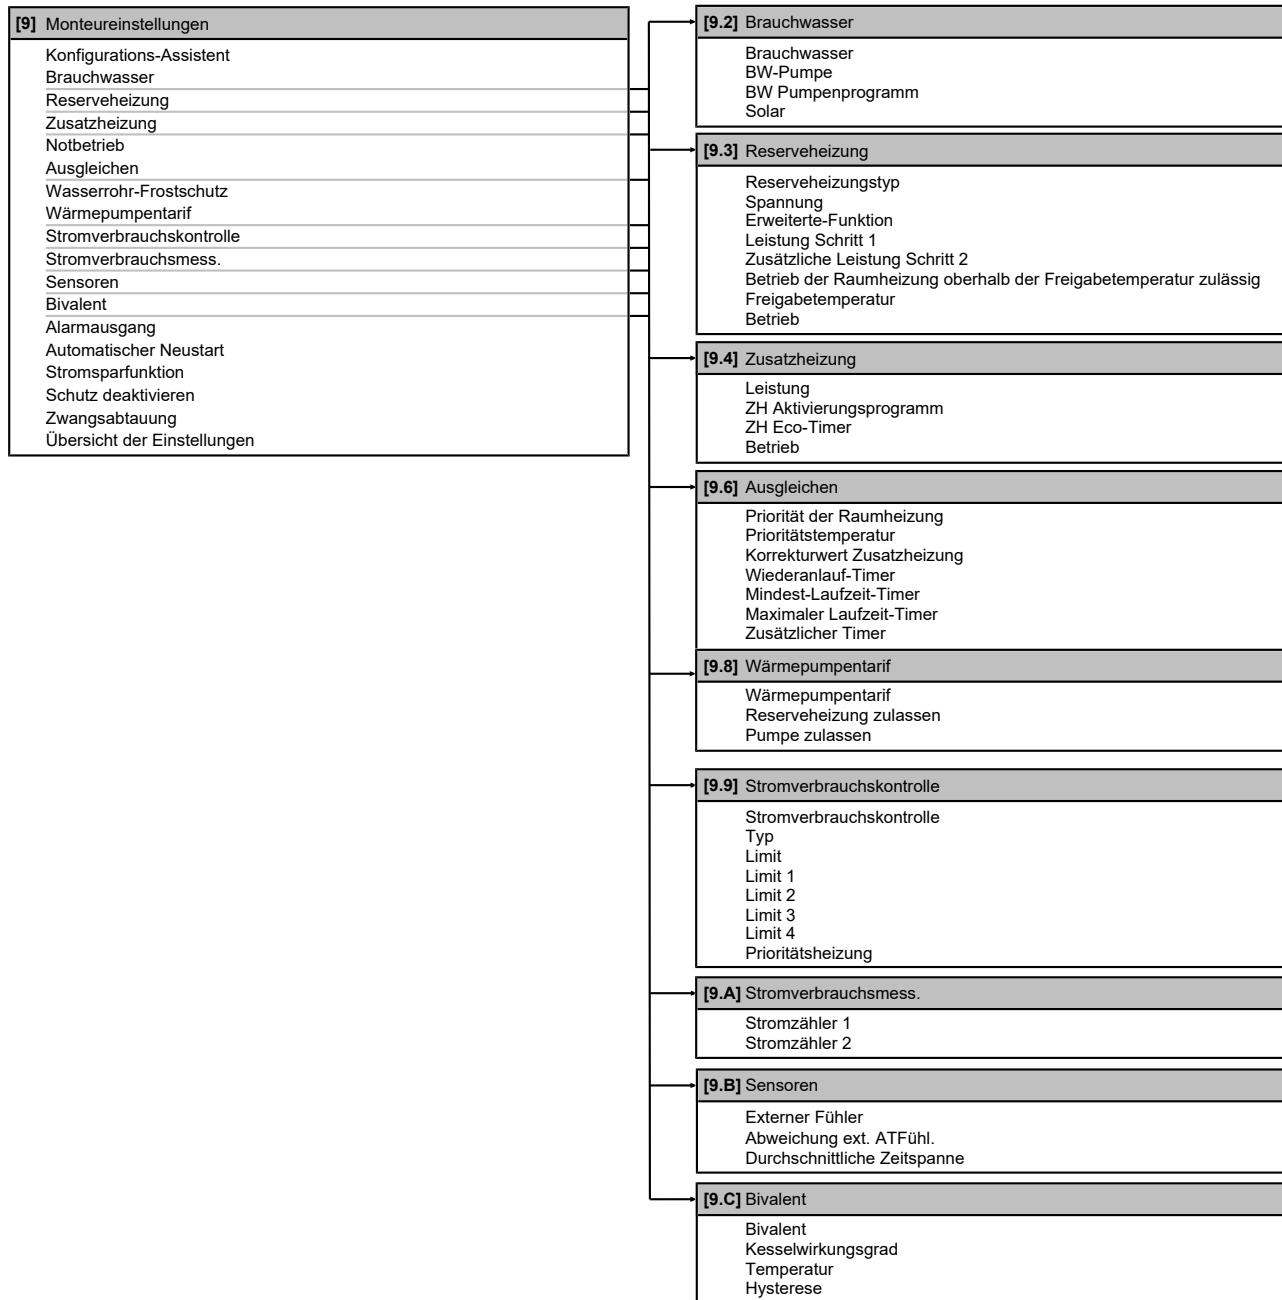 [9] Monteureinstellungen
Konfigurations-Assistent
Brauchwasser
Reserveheizung
Zusatzheizung
Notbetrieb
Ausgleichen
Wasserrohr-Frostschutz
Wärmepumpentarif
Stromverbrauchskontrolle
Stromverbrauchsmess.
Sensoren
Bivalent
Alarmausgang
Automatischer Neustart
Stromsparfunktion
Schutz deaktivieren
Zwangsabtauung
Übersicht der Einstellungen
[9.2] Brauchwasser
Brauchwasser
BW-Pumpe
BW Pumpenprogramm
Solar
[9.3] Reserveheizung
Reserveheizungstyp
Spannung
Erweiterte-Funktion
Leistung Schritt 1
Zusätzliche Leistung Schritt 2
Betrieb der Raumheizung oberhalb der Freigabetemperatur zulässig
Freigabetemperatur
Betrieb
[9.4] Zusatzheizung
Leistung
ZH Aktivierungsprogramm
ZH Eco-Timer
Betrieb
[9.6] Ausgleichen
Priorität der Raumheizung
Prioritätstemperatur
Korrekturwert Zusatzheizung
Wiederanlauf-Timer
Mindest-Laufzeit-Timer
Maximaler Laufzeit-Timer
Zusätzlicher Timer
[9.8] Wärmepumpentarif
Wärmepumpentarif
Reserveheizung zulassen
Pumpe zulassen
[9.9] Stromverbrauchskontrolle
Stromverbrauchskontrolle
Typ
Limit
Limit 1
Limit 2
Limit 3
Limit 4
Prioritätsheizung
[9.A] Stromverbrauchsmess.
Stromzähler 1
Stromzähler 2
[9.B] Sensoren
Externer Fühler
Abweichung ext. ATFühl.
Durchschnittliche Zeitspanne
[9.C] Bivalent
Bivalent
Kesselwirkungsgrad
Temperatur
Hysterese